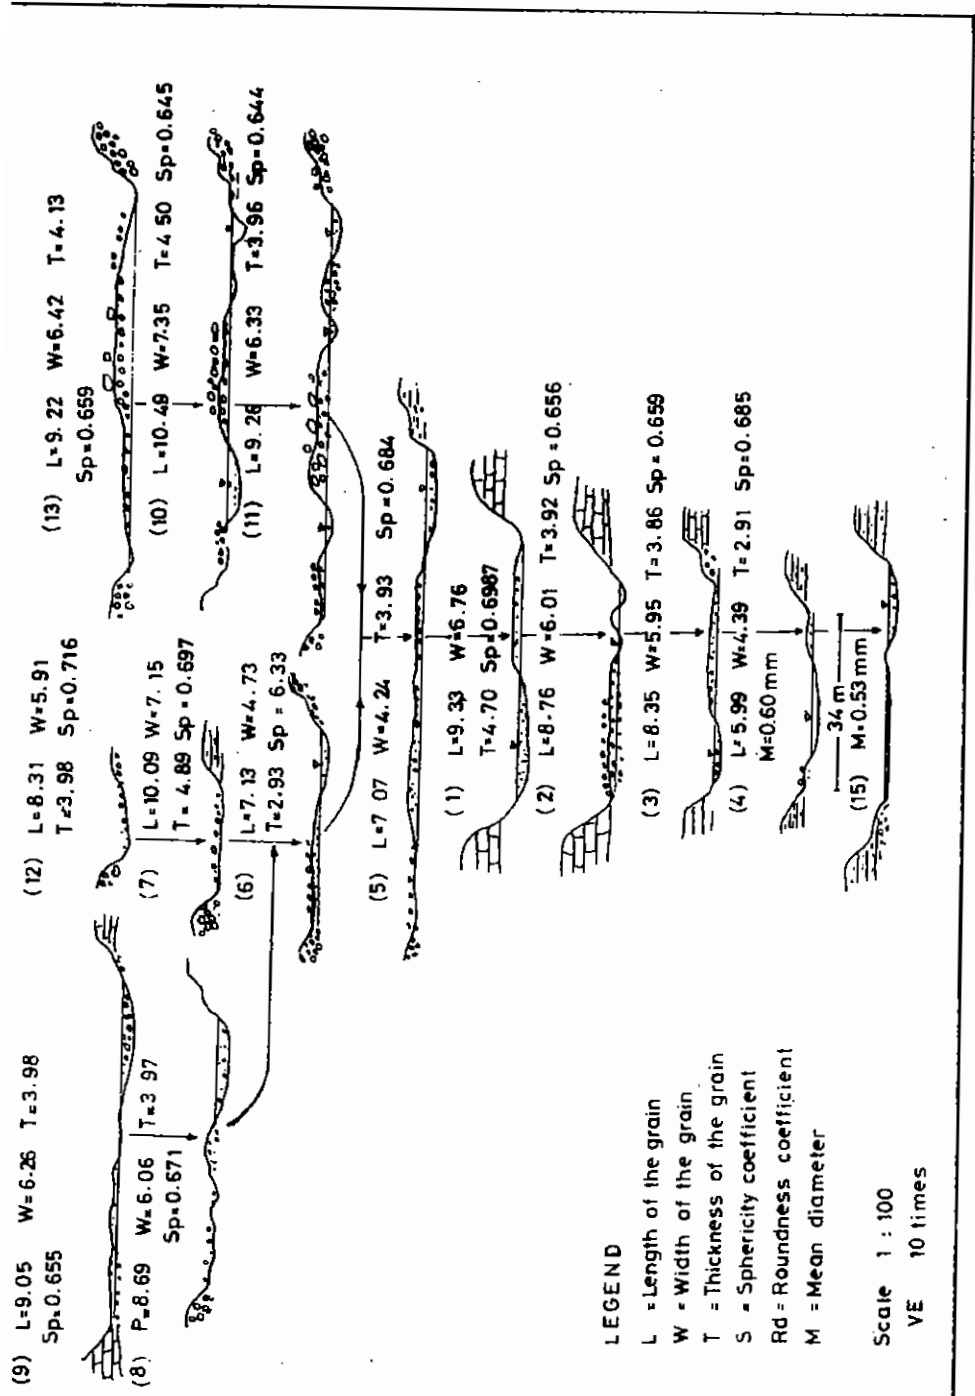 (9) L=9.05 W=6.26 T=3.98
Sp=0.655
(8) P=8.69 W=6.06 T=3 97
Sp=0.671
(12) L=8.31 W=5.91
T=3.98 Sp=0.716
(7) L=10.09 W=7.15
T=4.89 Sp=0.697
(6) L=7.13 W=4.73
T=2.93 Sp=6.33
(13) L=9.22 W=6.42 T=4.13
Sp=0.659
(10) L=10.49 W=7.35 T=4 50 Sp=0.645
(11) L=9.26 W=6.33 T=3.96 Sp=0.644
(5) L=7 07 W=4.24 T=3.93 Sp=0.684
(1) L=9.33 W=6.76
T=4.70 Sp=0.6987
(2) L=8.76 W=6.01 T=3.92 Sp=0.656
(3) L=8.35 W=5.95 T=3.86 Sp=0.659
(4) L=5.99 W=4.39 T=2.91 Sp=0.685
M=0.60mm
34 m
(15) M=0.53mm
LEGEND
L =Length of the grain
W =Width of the grain
T =Thickness of the grain
S = Sphericity coefficient
Rd=Roundness coefficient
M =Mean diameter
Scale 1 : 100
VE 10 times